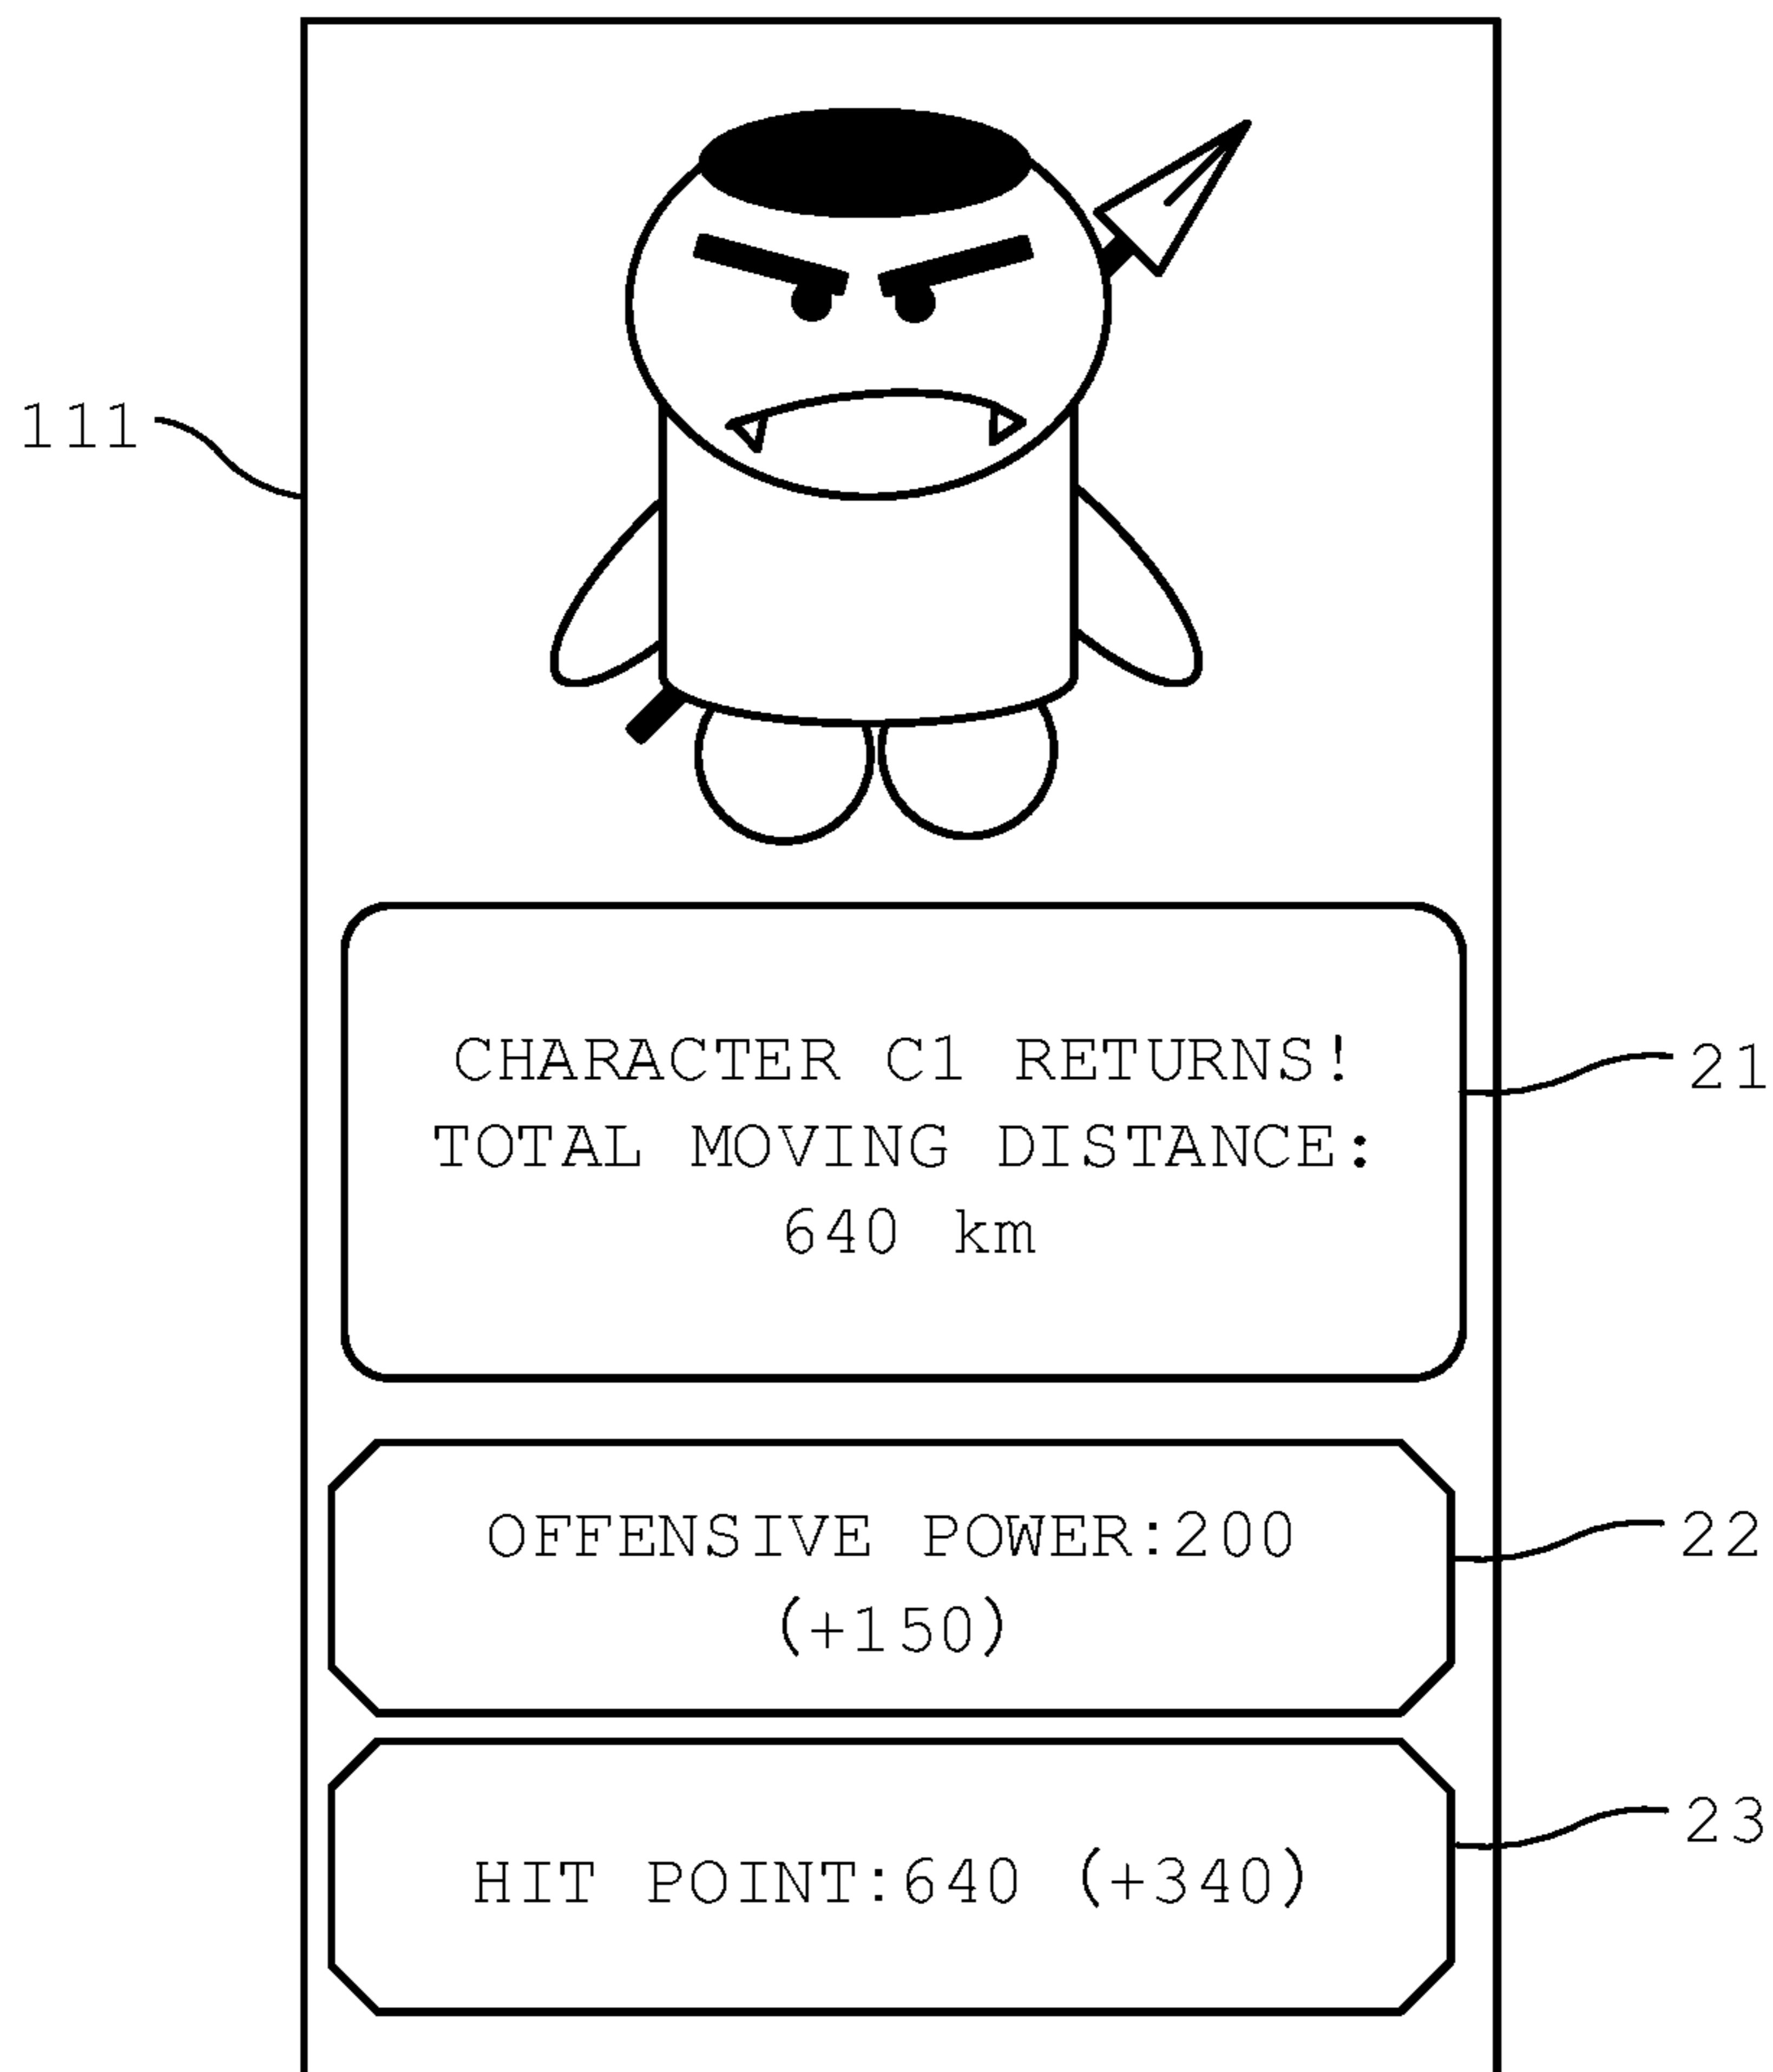 111
CHARACTER C1 RETURNS!
21
TOTAL MOVING DISTANCE:
640 km
OFFENSIVE POWER:200
22
(+150)
23
HIT POINT:640 (+340)